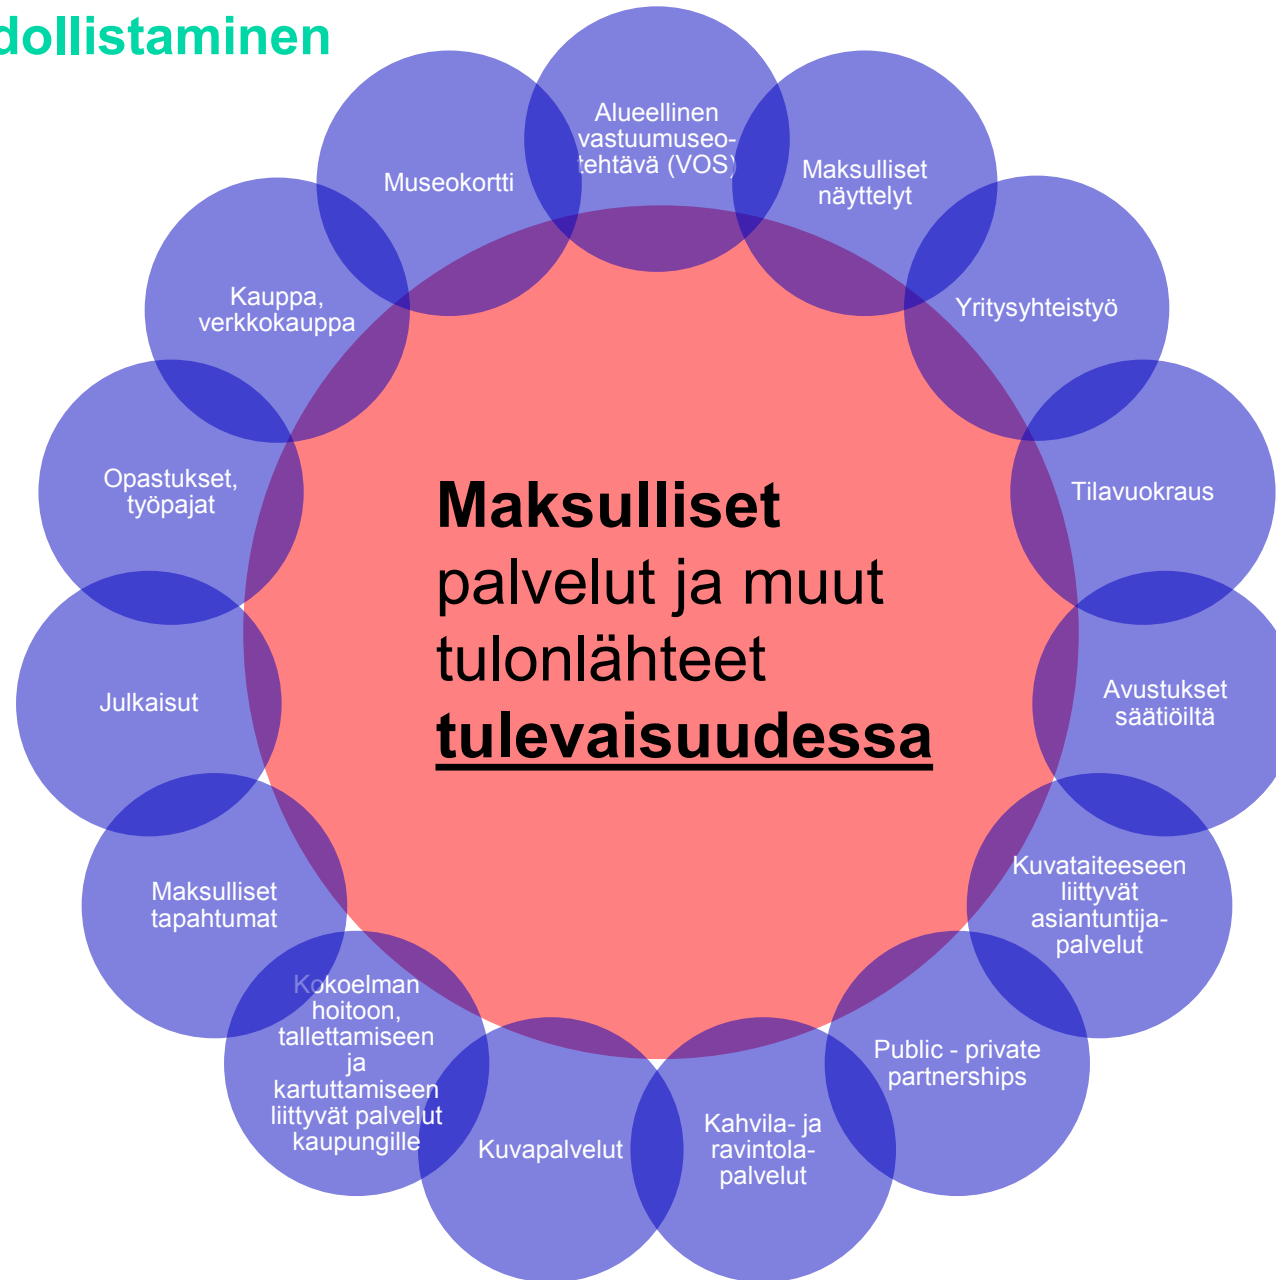 dollistaminen
Alueellinen
vastuumuseo-
tehtävä (VOS)
Maksulliset
näyttelyt
Yritysyhteistyö
Tilavuokraus
Avustukset
säätiöiltä
Kuvataiteeseen
liittyvät
asiantuntija-
palvelut
Public - private
partnerships
Kahvila- ja
ravintola-
palvelut
Kuvapalvelut
Kokoelman
hoitoon,
tallettamiseen
ja
kartuttamiseen
liittyvät palvelut
kaupungille
Maksulliset
tapahtumat
Julkaisut
Opastukset,
työpajat
Kauppa,
verkkokauppa
Museokortti
Maksulliset
palvelut ja muut
tulonlähteet
tulevaisuudessa